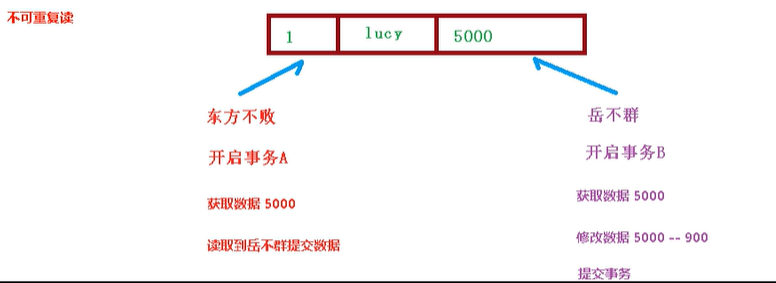 不可重复读
1 lucy 5000
东方不败
开启事务A
获取数据 5000
读取到岳不群提交数据
岳不群
开启事务B
获取数据 5000
修改数据 5000 -- 900
提交事务